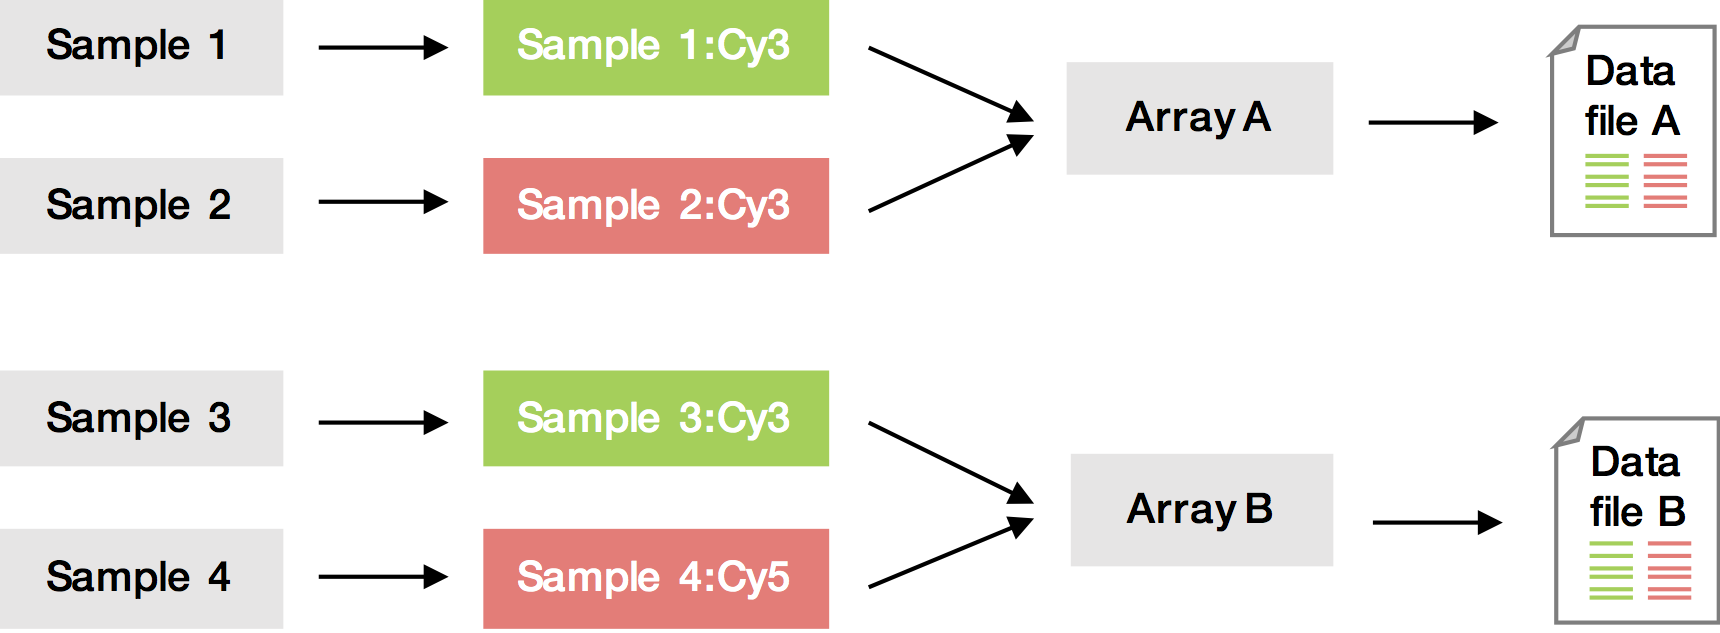 Sample 1
Sample 1:Cy3
Sample 2
Sample 2:Cy3
Array A
Data
file A
Sample 3
Sample 3:Cy3
Sample 4
Sample 4:Cy5
Array B
Data
file B